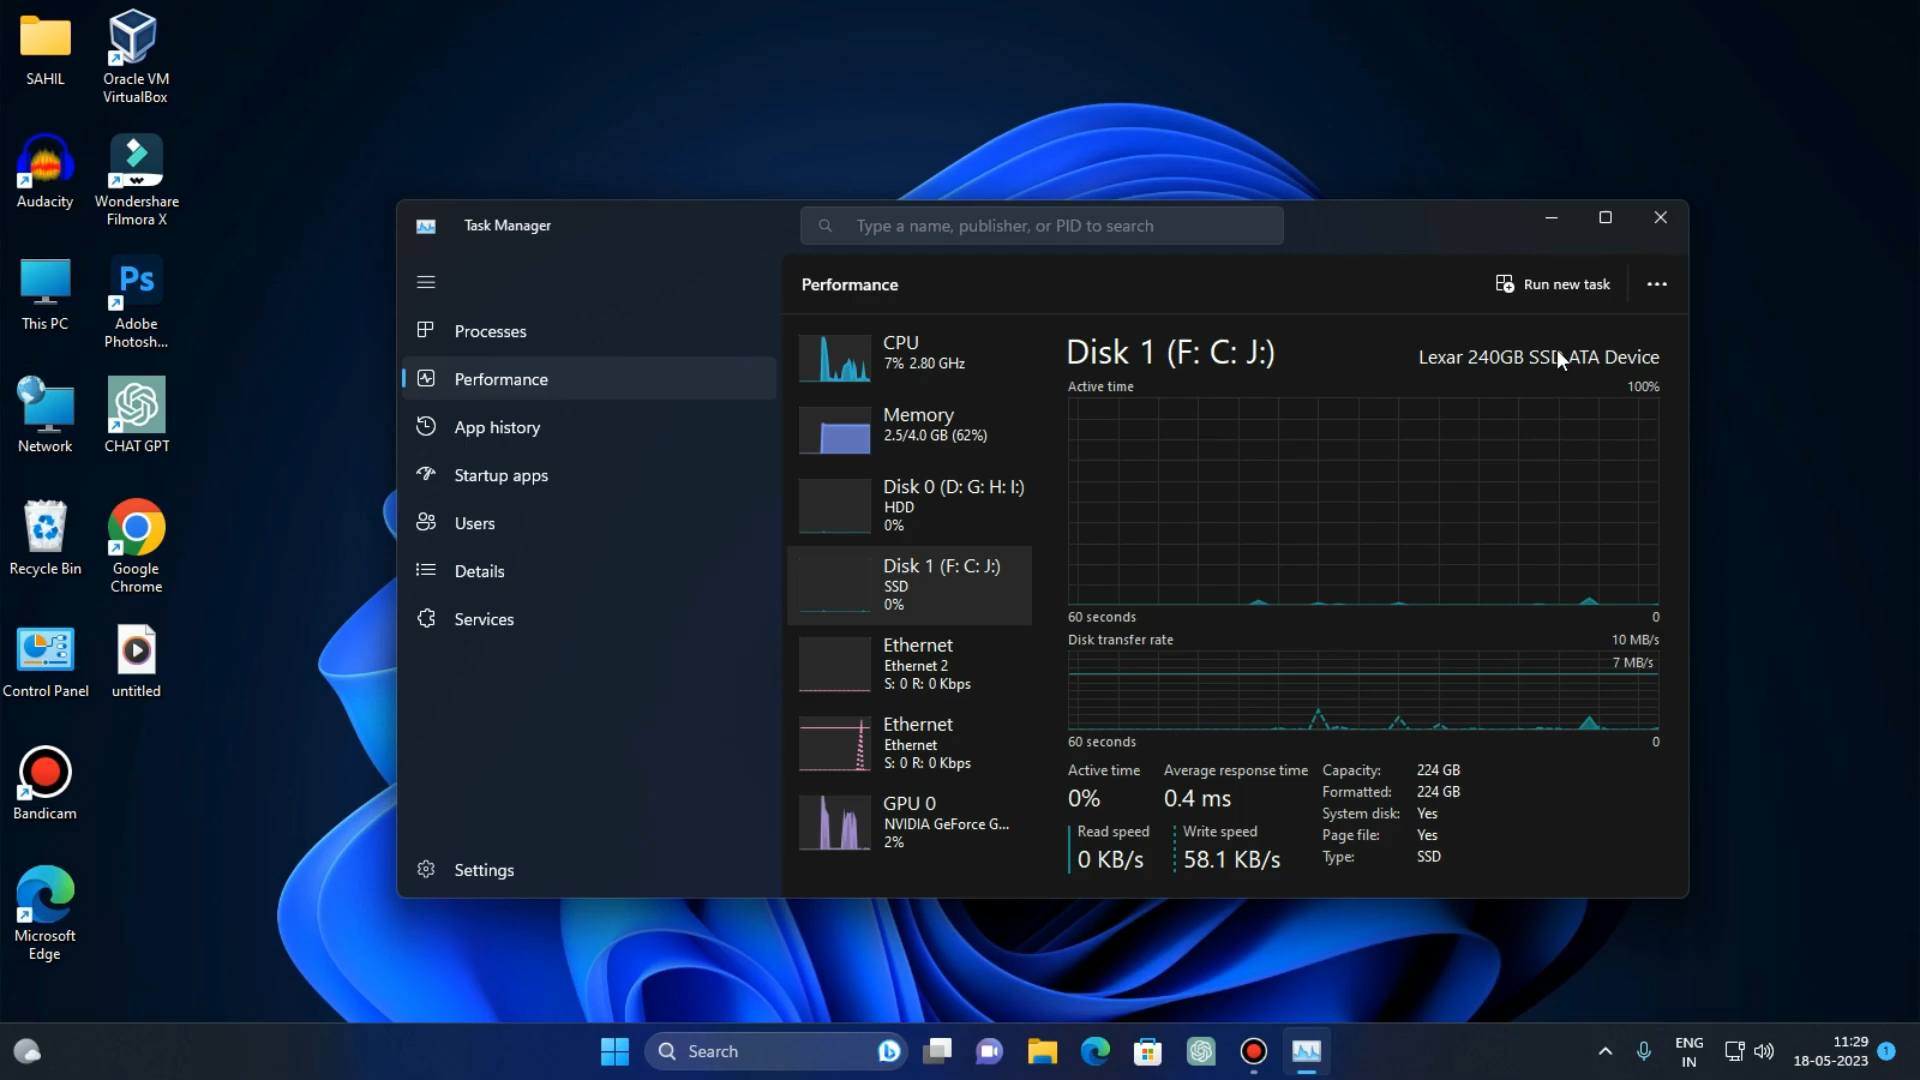 SAHIL
Oracle VM
VirtualBox
Audacity
Wondershare
Filmora X
This PC
Ps
Adobe
Photosh...
Network
CHAT GPT
Recycle Bin
Google
Chrome
Control Panel
untitled
Bandicam
Microsoft
Edge
Task Manager
Type a name, publisher, or PID to search
Processes
Performance
App history
Startup apps
Users
Details
Services
Settings
Performance
Run new task
CPU
7% 2.80 GHz
Memory
2.5/4.0 GB (62%)
Disk 0 (D: G: H: I:)
HDD
0%
Disk 1 (F: C: J:)
SSD
0%
Ethernet
Ethernet 2
S: 0 R: 0 Kbps
Ethernet
Ethernet
S: 0 R: 0 Kbps
GPU 0
NVIDIA GeForce G...
2%
Disk 1 (F: C: J:)
Lexar 240GB SSD ATA Device
Active time
100%
60 seconds
0
Disk transfer rate
10 MB/s
7 MB/s
60 seconds
0
Active time
0%
Average response time
0.4 ms
Read speed
0 KB/s
Write speed
58.1 KB/s
Capacity: 224 GB
Formatted: 224 GB
System disk: Yes
Page file: Yes
Type: SSD
Search
ENG
IN
11:29
18-05-2023
1